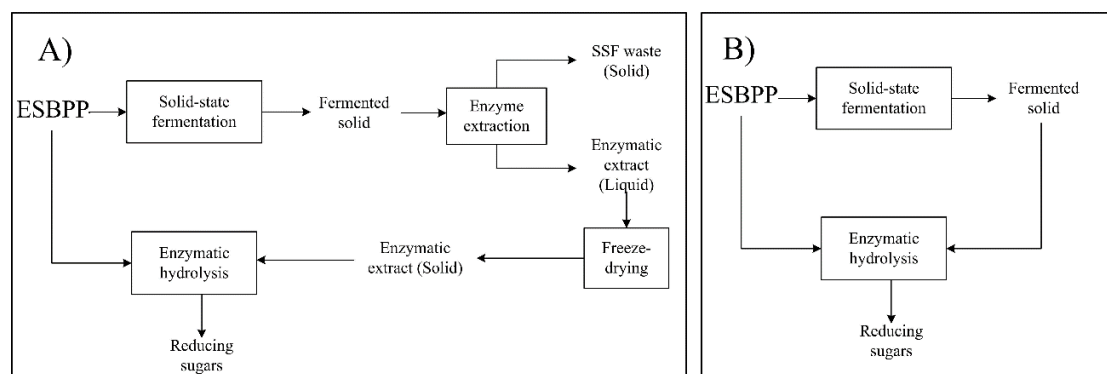 A)
SSF waste
(Solid)
ESBPP
Solid-state
fermentation
Fermented
solid
Enzyme
extraction
Enzymatic
extract
(Liquid)
Freeze-
drying
Enzymatic
extract (Solid)
Enzymatic
hydrolysis
Reducing
sugars
B)
ESBPP
Solid-state
fermentation
Fermented
solid
Enzymatic
hydrolysis
Reducing
sugars